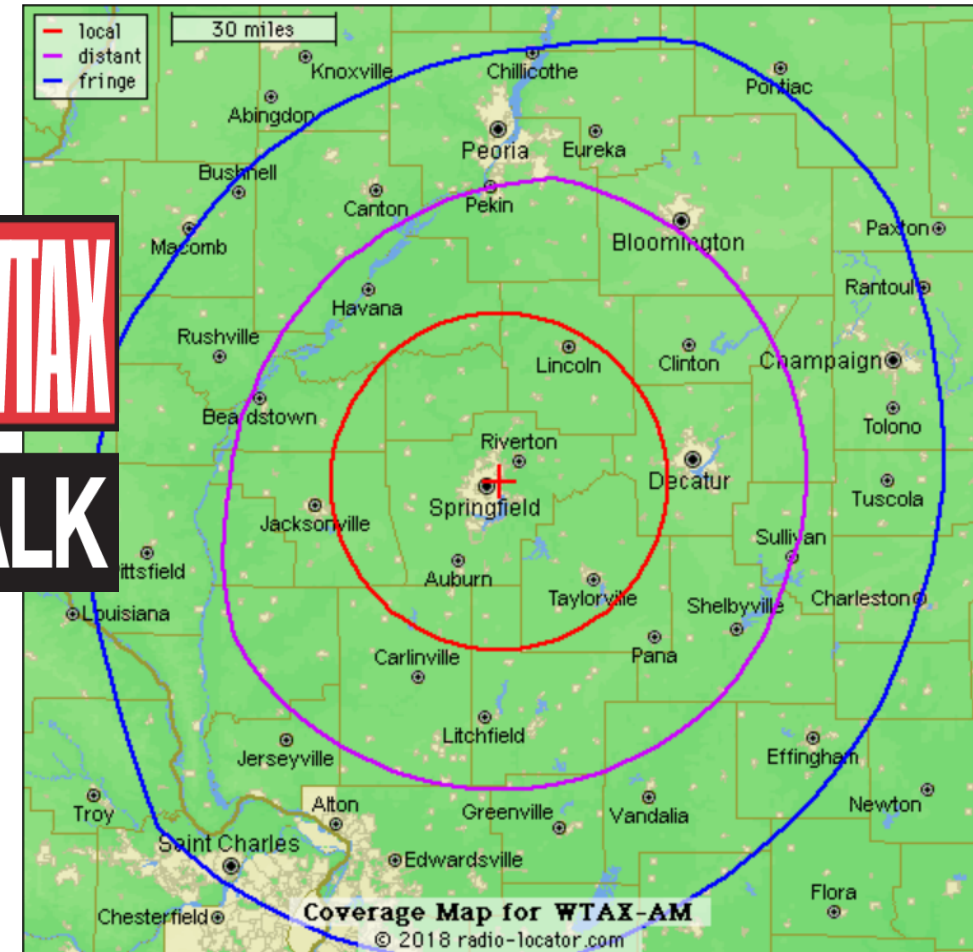 local
30 miles
distant
fringe
Knoxville
Chillicothe
Pontiac
Abingdon
Peoria
Eureka
Bushnell
Canton
Pekin
Macomb
Bloomington
Paxton
WTAX
Havana
Rantoul
Rushville
Lincoln
Clinton
Champaign
Beardstown
Tolono
Riverton
Decatur
Springfield
Tuscola
ALK
Jacksonville
Sullivan
Pittsfield
Auburn
Taylorville
Shelbyville
Charleston
Louisiana
Carlinville
Pana
Litchfield
Jerseyville
Effingham
Troy
Alton
Greenville
Vandalia
Newton
Saint Charles
Edwardsville
Flora
Chesterfield
Coverage Map for WTAX-AM
© 2018 radio-locator.com